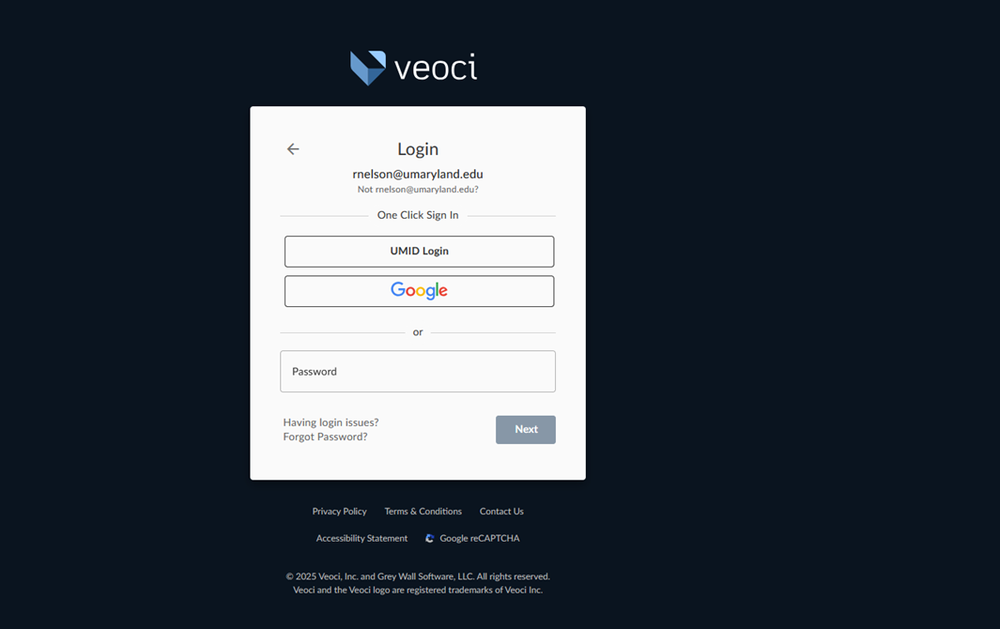 veoci
Login
rnelson@umaryland.edu
Not rnelson@umaryland.edu?
One Click Sign In
UMID Login
Google
or
Password
Having login issues?
Forgot Password?
Next
Privacy Policy Terms & Conditions Contact Us
Accessibility Statement Google reCAPTCHA
© 2025 Veoci, Inc. and Grey Wall Software, LLC. All rights reserved.
Veoci and the Veoci logo are registered trademarks of Veoci Inc.